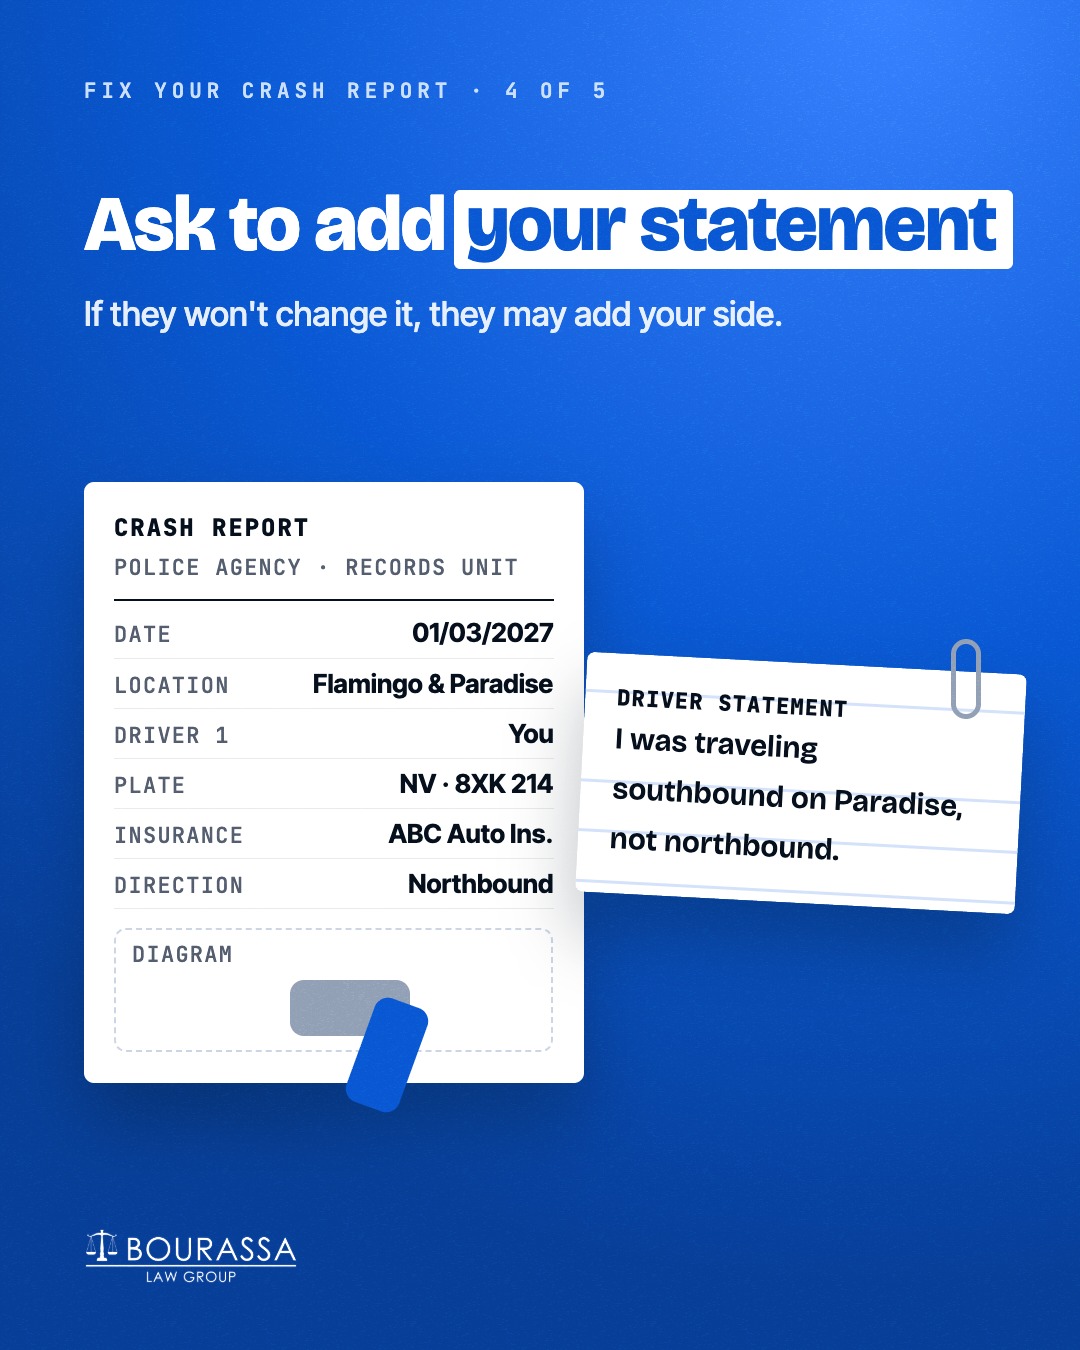 FIX YOUR CRASH REPORT · 4 OF 5
Ask to add your statement
If they won't change it, they may add your side.
CRASH REPORT
POLICE AGENCY · RECORDS UNIT
DATE 01/03/2027
LOCATION Flamingo & Paradise
DRIVER 1 You
PLATE NV · 8XK 214
INSURANCE ABC Auto Ins.
DIRECTION Northbound
DIAGRAM
DRIVER STATEMENT
I was traveling
southbound on Paradise,
not northbound.
BOURASSA
LAW GROUP